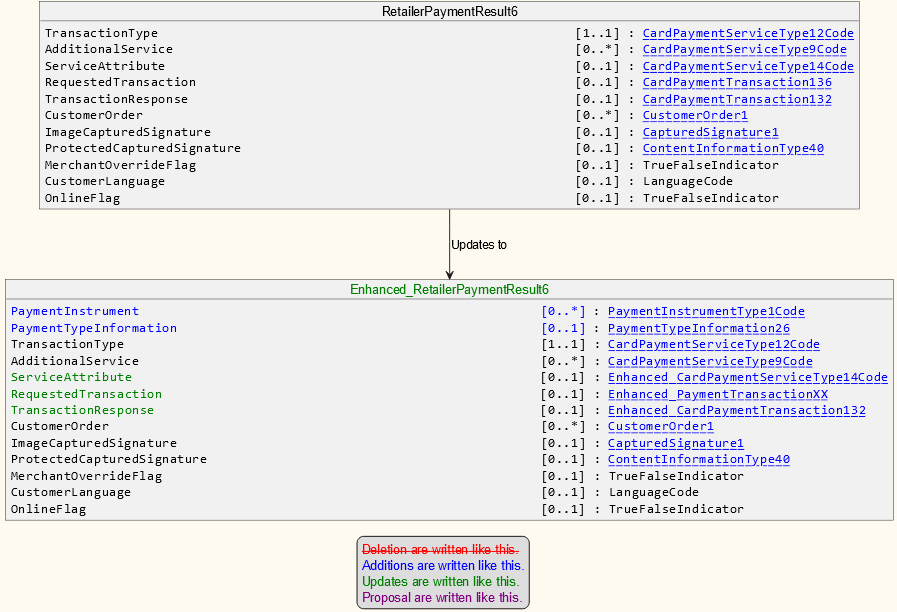 RetailerPaymentResult6
TransactionType [1..1] : CardPaymentServiceType12Code
AdditionalService [0..*] : CardPaymentServiceType9Code
ServiceAttribute [0..1] : CardPaymentServiceType14Code
RequestedTransaction [0..1] : CardPaymentTransaction136
TransactionResponse [0..1] : CardPaymentTransaction132
CustomerOrder [0..*] : CustomerOrder1
ImageCapturedSignature [0..1] : CapturedSignature1
ProtectedCapturedSignature [0..1] : ContentInformationType40
MerchantOverrideFlag [0..1] : TrueFalseIndicator
CustomerLanguage [0..1] : LanguageCode
OnlineFlag [0..1] : TrueFalseIndicator
Updates to
Enhanced_RetailerPaymentResult6
PaymentInstrument [0..*] : PaymentInstrumentType1Code
PaymentTypeInformation [0..1] : PaymentTypeInformation26
TransactionType [1..1] : CardPaymentServiceType12Code
AdditionalService [0..*] : CardPaymentServiceType9Code
ServiceAttribute [0..1] : Enhanced_CardPaymentServiceType14Code
RequestedTransaction [0..1] : Enhanced_PaymentTransactionXX
TransactionResponse [0..1] : Enhanced_CardPaymentTransaction132
CustomerOrder [0..*] : CustomerOrder1
ImageCapturedSignature [0..1] : CapturedSignature1
ProtectedCapturedSignature [0..1] : ContentInformationType40
MerchantOverrideFlag [0..1] : TrueFalseIndicator
CustomerLanguage [0..1] : LanguageCode
OnlineFlag [0..1] : TrueFalseIndicator
Deletion are written like this.
Additions are written like this.
Updates are written like this.
Proposal are written like this.